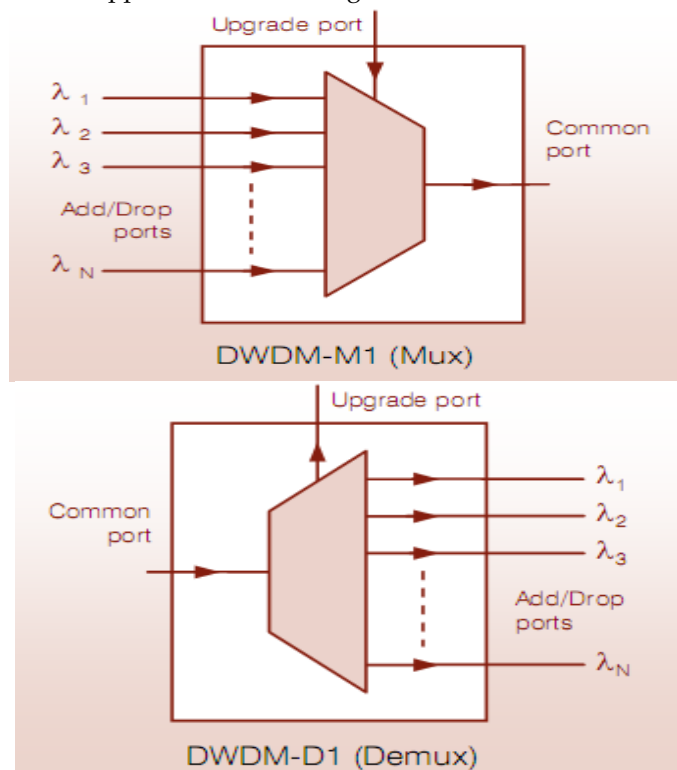 Upgrade port
λ 1
λ 2
λ 3
Common
port
Add/Drop
ports
λ N
DWDM-M1 (Mux)
Upgrade port
λ1
Common
port
λ2
λ3
Add/Drop
ports
λN
DWDM-D1 (Demux)